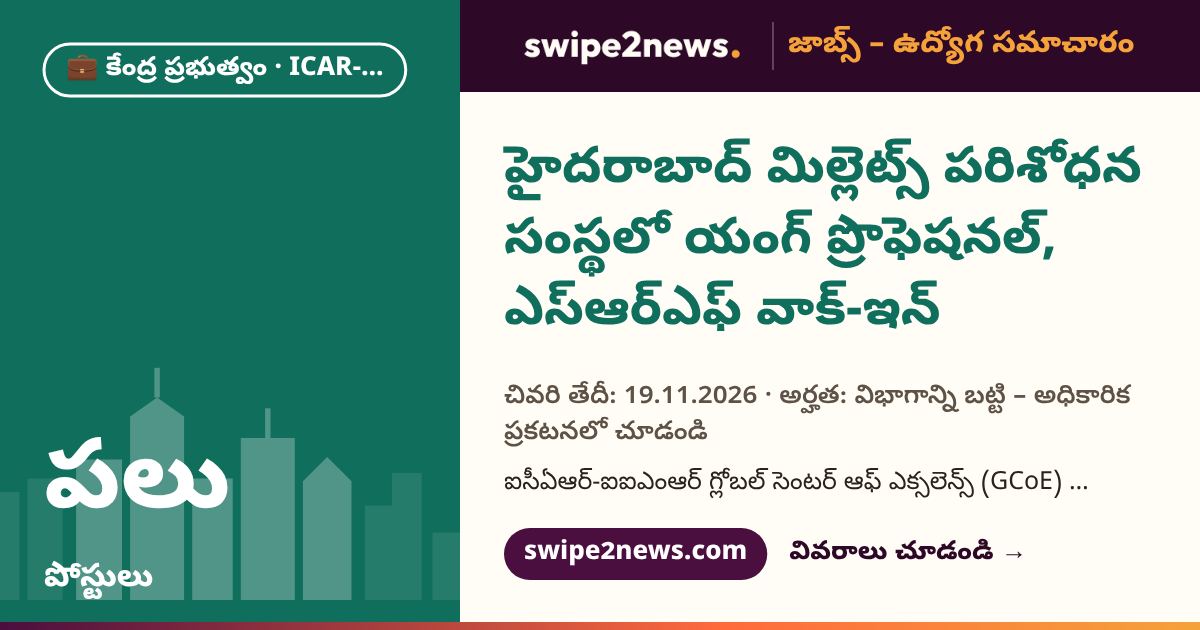 💼 కేంద్ర ప్రభుత్వం · ICAR-...
swipe2news.
జాబ్స్ – ఉద్యోగ సమాచారం
హైదరాబాద్ మిల్లెట్స్ పరిశోధన
సంస్థలో యంగ్ ప్రొఫెషనల్,
ఎస్ఆర్ఎఫ్ వాక్-ఇన్
చివరి తేదీ: 19.11.2026 · అర్హత: విభాగాన్ని బట్టి – అధికారిక
ప్రకటనలో చూడండి
ఐసీఏఆర్-ఐఐఎంఆర్ గ్లోబల్ సెంటర్ ఆఫ్ ఎక్సలెన్స్ (GCoE) ...
పలు
పోస్టులు
swipe2news.com
వివరాలు చూడండి →